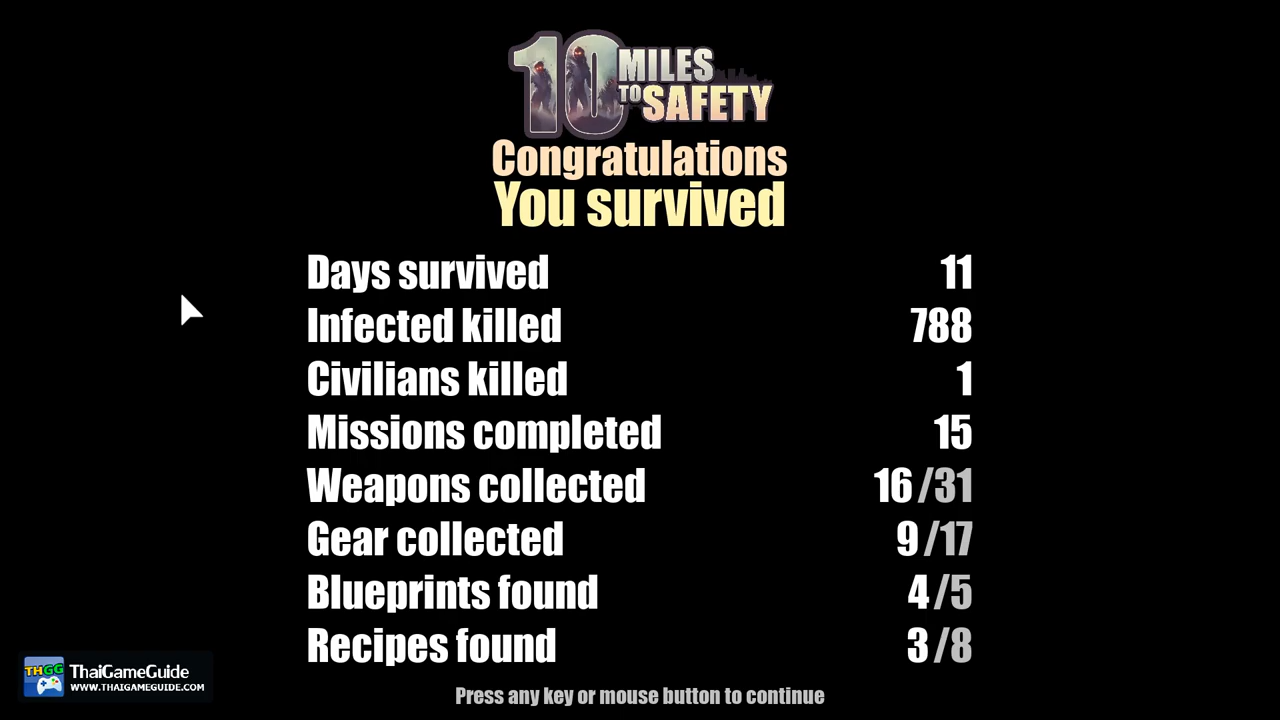 10 MILES
TO SAFETY
Congratulations
You survived
Days survived 11
Infected killed 788
Civilians killed 1
Missions completed 15
Weapons collected 16/31
Gear collected 9/17
Blueprints found 4/5
Recipes found 3/8
THGG ThaiGameGuide
WWW.THAIGAMEGUIDE.COM
Press any key or mouse button to continue